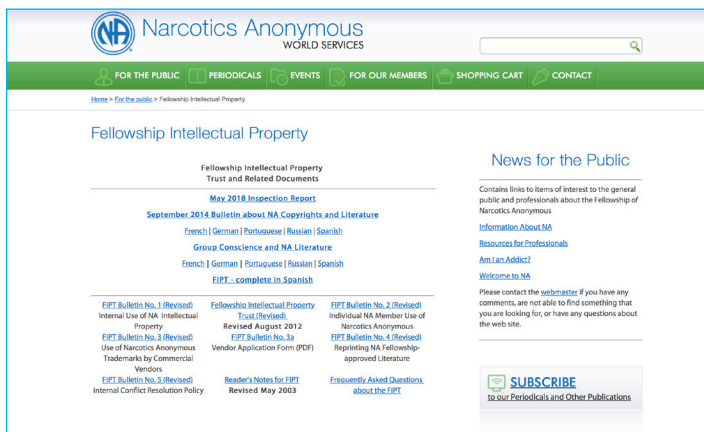 NA
Narcotics Anonymous
WORLD SERVICES
FOR THE PUBLIC PERIODICALS EVENTS FOR OUR MEMBERS SHOPPING CART CONTACT
Home > For the public > Fellowship Intellectual Property
Fellowship Intellectual Property
Fellowship Intellectual Property
Trust and Related Documents
May 2018 Inspection Report
September 2014 Bulletin about NA Copyrights and Literature
French | German | Portuguese | Russian | Spanish
Group Conscience and NA Literature
French | German | Portuguese | Russian | Spanish
FIPT - complete in Spanish
FIPT Bulletin No. 1 (Revised)
Internal Use of NA Intellectual
Property
FIPT Bulletin No. 3 (Revised)
Use of Narcotics Anonymous
Trademarks by Commercial
Vendors
FIPT Bulletin No. 5 (Revised)
Internal Conflict Resolution Policy
Fellowship Intellectual Property
Trust (Revised)
Revised August 2012
FIPT Bulletin No. 3a
Vendor Application Form (PDF)
Reader's Notes for FIPT
Revised May 2003
FIPT Bulletin No. 2 (Revised)
Individual NA Member Use of
Narcotics Anonymous
FIPT Bulletin No. 4 (Revised)
Reprinting NA Fellowship-
approved Literature
Frequently Asked Questions
about the FIPT
News for the Public
Contains links to items of interest to the general
public and professionals about the Fellowship of
Narcotics Anonymous
Information About NA
Resources for Professionals
Am I an Addict?
Welcome to NA
Please contact the webmaster if you have any
comments, are not able to find something that
you are looking for, or have any questions about
the web site.
SUBSCRIBE
to our Periodicals and Other Publications